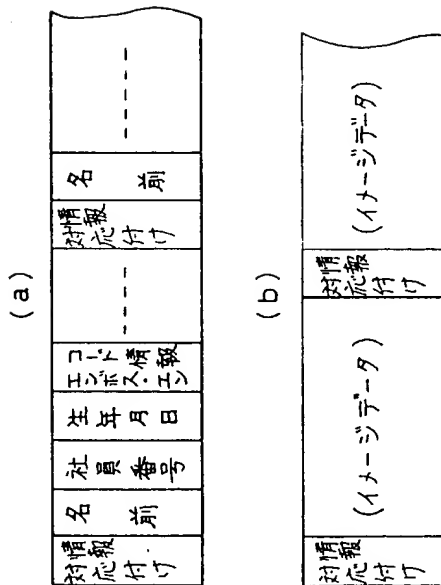 (a)
対応付け
情報
名前
社員番号
生年月日
エンボス・エン
コード情報
対応付け
情報
名前
(b)
対応付け
情報
(イメージデータ)
対応付け
情報
(イメージデータ)